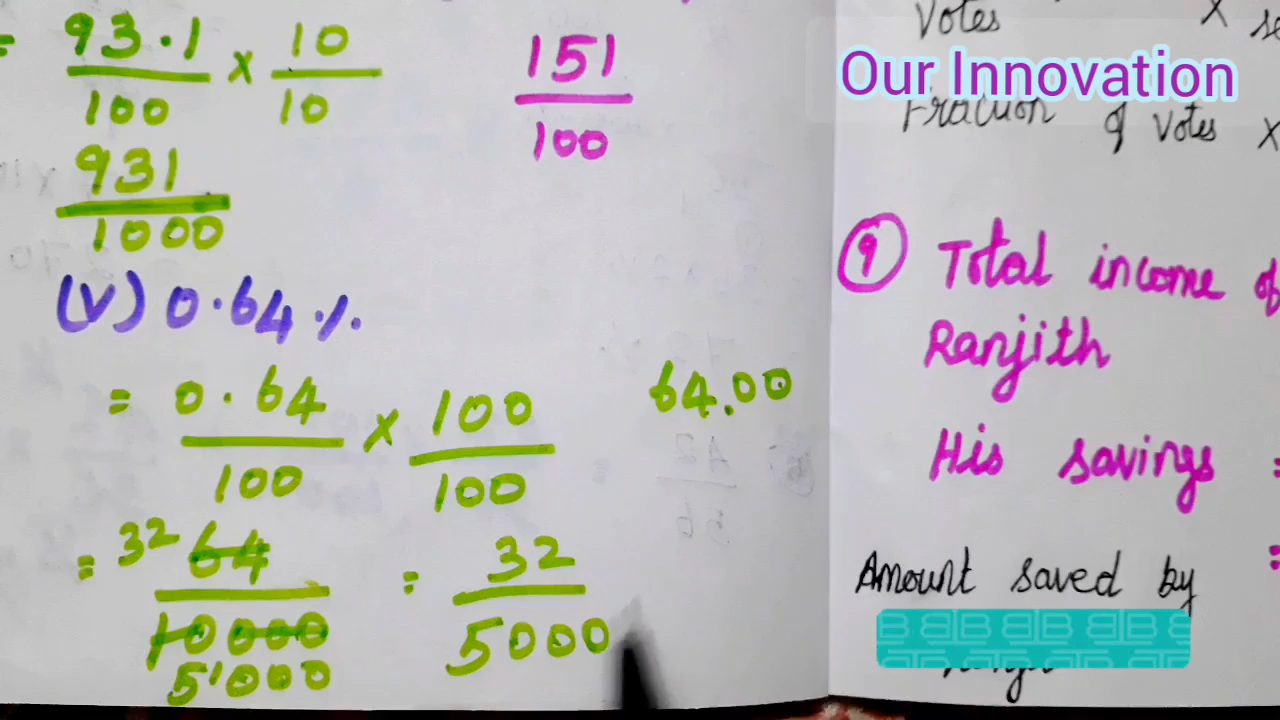 = 93.1/100 × 10/10
931/1000
(V) 0.64 %
= 0.64/100 × 100/100
= 32 64/10000 5000 = 32/5000
151/100
64.00
Votes ×
Our Innovation
Fraction of Votes ×
9 Total income of
Ranjith
His savings =
=
Amount saved by